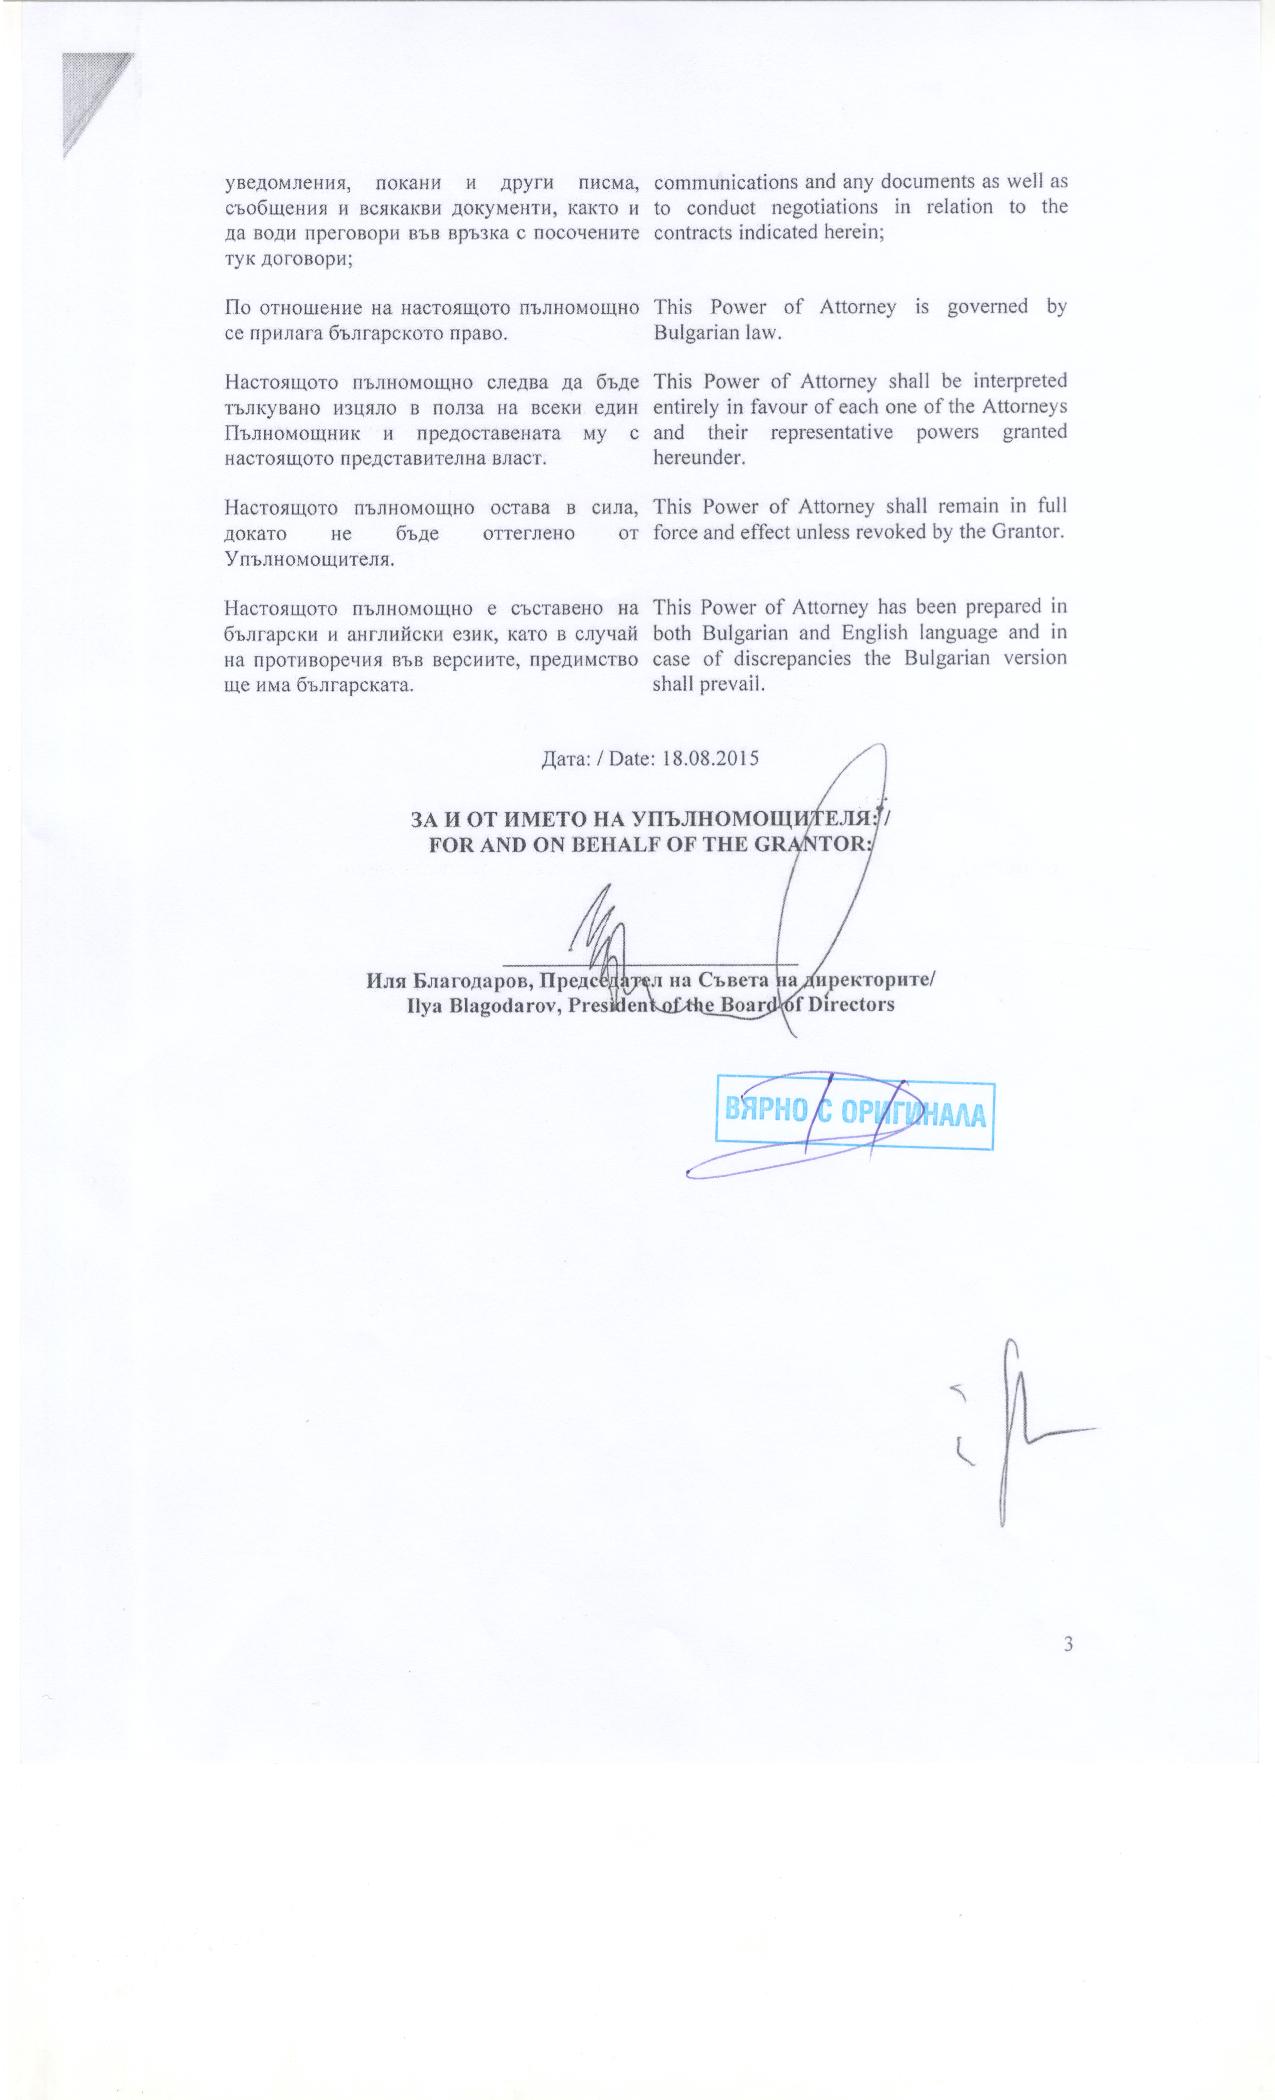 уведомления, покани и други писма,
съобщения и всякакви документи, както и
да води преговори във връзка с посочените
тук договори;
communications and any documents as well as
to conduct negotiations in relation to the
contracts indicated herein;
По отношение на настоящото пълномощно
се прилага българското право.
This Power of Attorney is governed by
Bulgarian law.
Настоящото пълномощно следва да бъде
тълкувано изцяло в полза на всеки един
Пълномощник и предоставената му с
настоящото представителна власт.
This Power of Attorney shall be interpreted
entirely in favour of each one of the Attorneys
and their representative powers granted
hereunder.
Настоящото пълномощно остава в сила,
докато не бъде оттеглено от
Упълномощителя.
This Power of Attorney shall remain in full
force and effect unless revoked by the Grantor.
Настоящото пълномощно е съставено на
български и английски език, като в случай
на противоречия във версиите, предимство
ще има българската.
This Power of Attorney has been prepared in
both Bulgarian and English language and in
case of discrepancies the Bulgarian version
shall prevail.
Дата: / Date: 18.08.2015
ЗА И ОТ ИМЕТО НА УПЪЛНОМОЩИТЕЛЯ: /
FOR AND ON BEHALF OF THE GRANTOR:
Иля Благодаров, Председател на Съвета на директорите/
Ilya Blagodarov, President of the Board of Directors
ВЯРНО С ОРИГИНАЛА
3